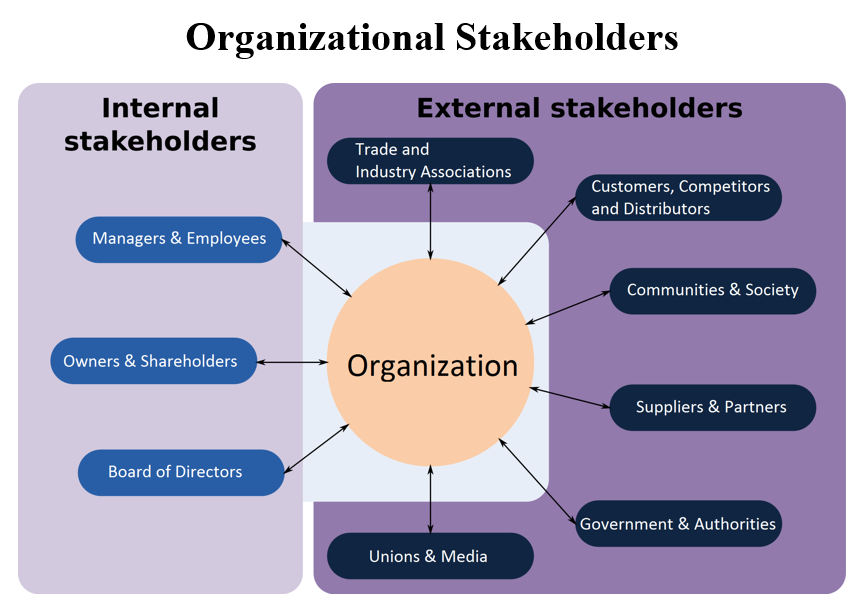 Organizational Stakeholders
Internal
stakeholders
External stakeholders
Trade and
Industry Associations
Customers, Competitors
and Distributors
Managers & Employees
Communities & Society
Owners & Shareholders
Organization
Suppliers & Partners
Board of Directors
Government & Authorities
Unions & Media